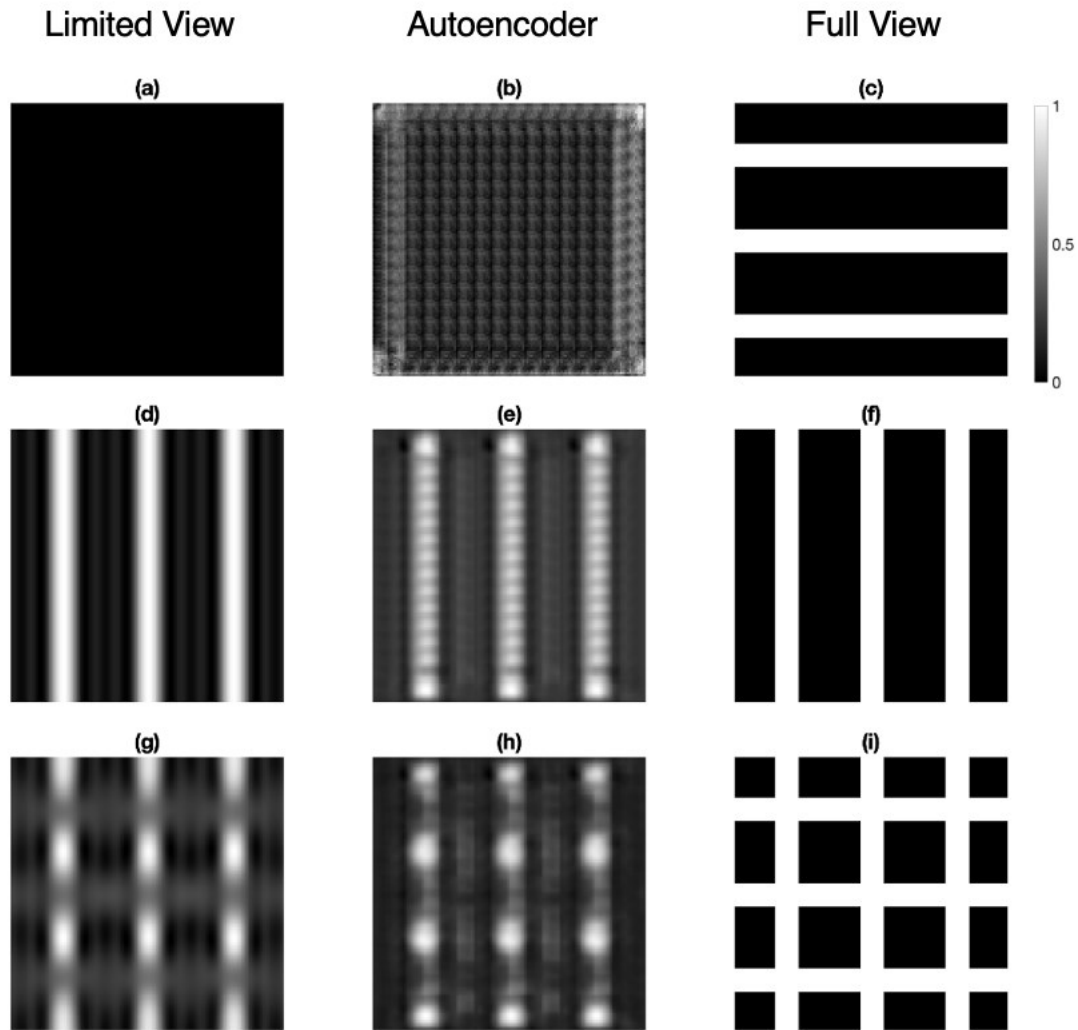 Limited View Autoencoder Full View
(a) (b) (c)
1
0.5
0
(d) (e) (f)
(g) (h) (i)